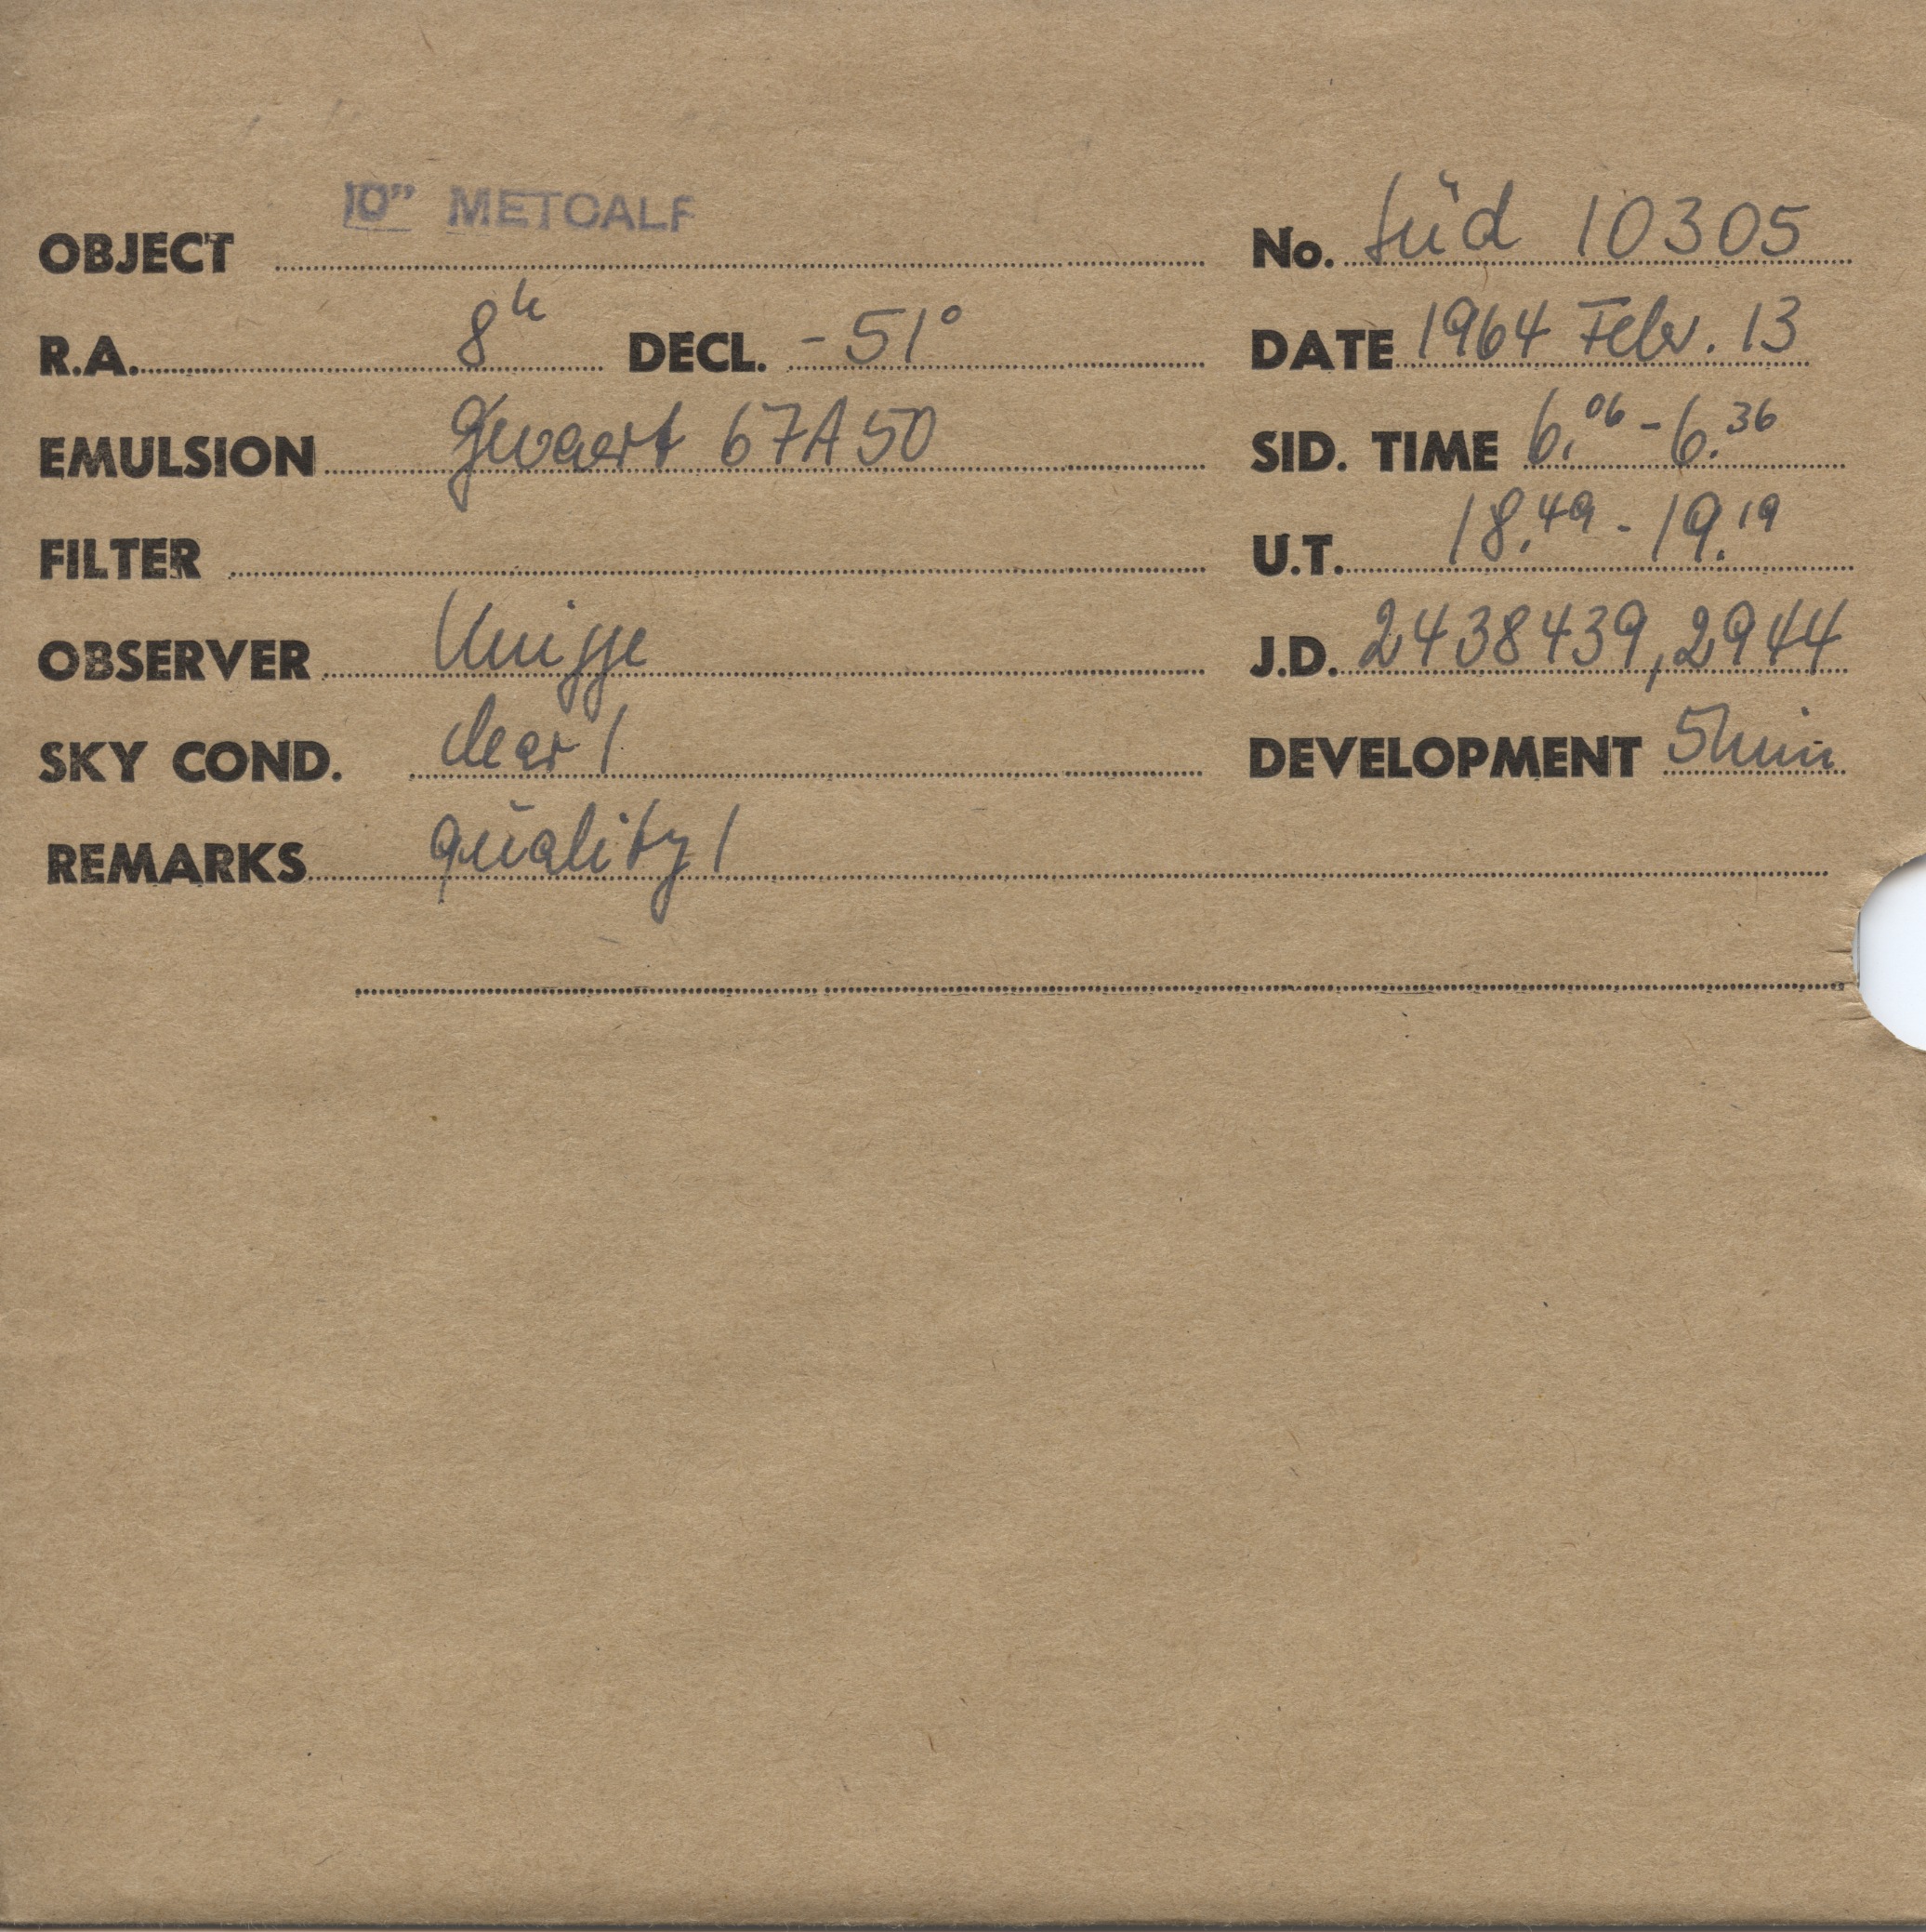 10" METCALF
OBJECT No. Süd 10305
R.A. 8h DECL. -51° DATE 1964 Febr. 13
EMULSION Gevaert 67A50 SID. TIME 6.06 - 6.36
FILTER U.T. 18.49 - 19.19
OBSERVER J.D. 2438439,2944
SKY COND. clear 1 DEVELOPMENT 5min
REMARKS quality 1